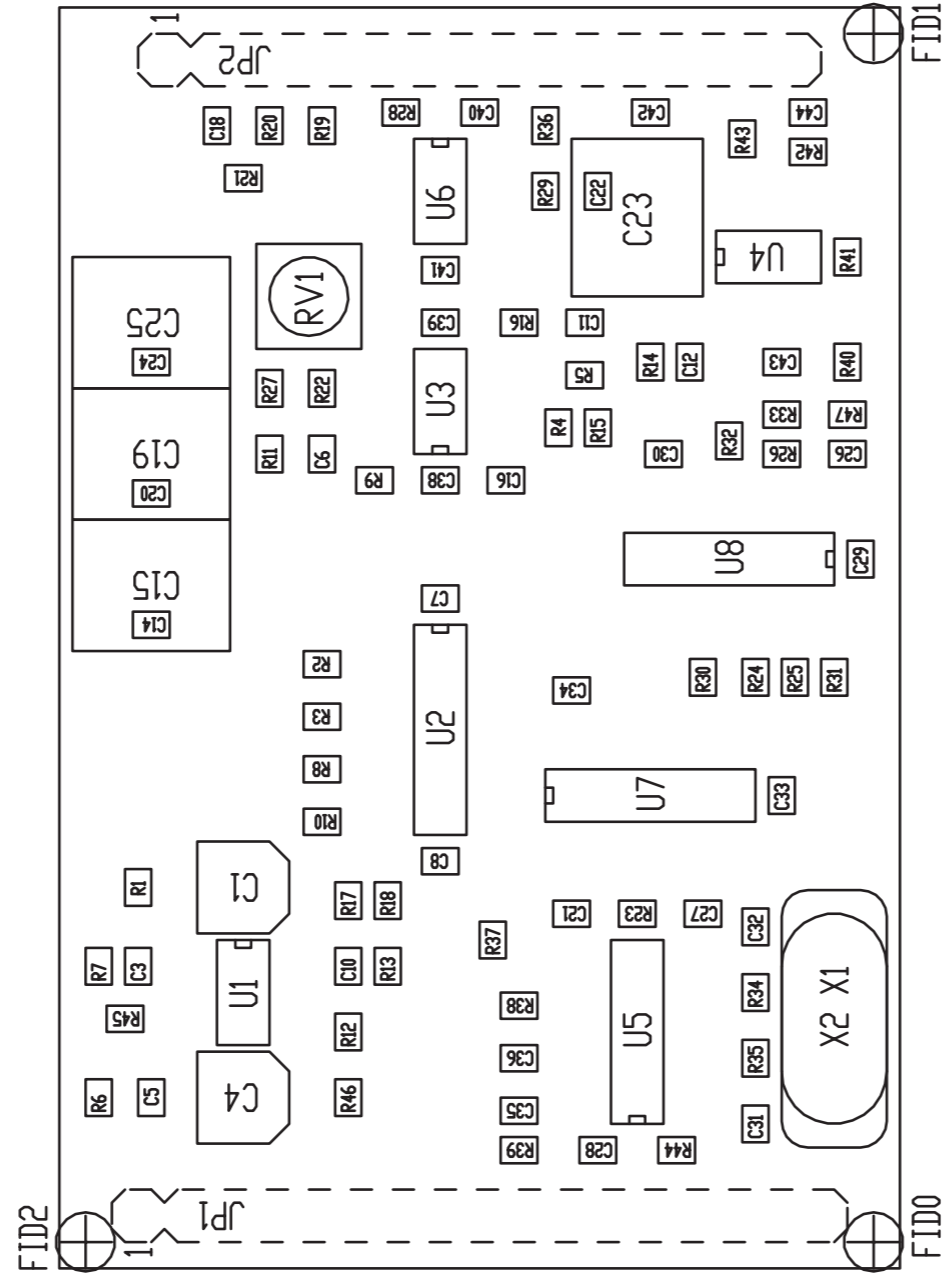 1
FID1
JP2
C18
R20
R19
R28
C40
R36
C42
C44
R43
R42
R21
U6
R29
C22
C23
U4
R41
C41
RV1
C25
C24
C39
R16
C11
R14
C12
C43
R40
R27
R22
U3
R5
R4
R15
R33
R47
C19
C20
R11
C6
R9
C38
C16
C30
R32
R26
C26
U8
C29
C15
C14
C7
R2
R3
R8
R10
U2
C34
R30
R24
R25
R31
U7
C33
C8
R1
C1
R17
R18
C21
R23
C27
C32
R37
R7
C3
U1
C10
R13
R45
R38
R34
X2 X1
R12
U5
C36
R35
R6
C5
C4
R46
C35
C31
R39
C28
R44
JP1
1
FID2
FID0